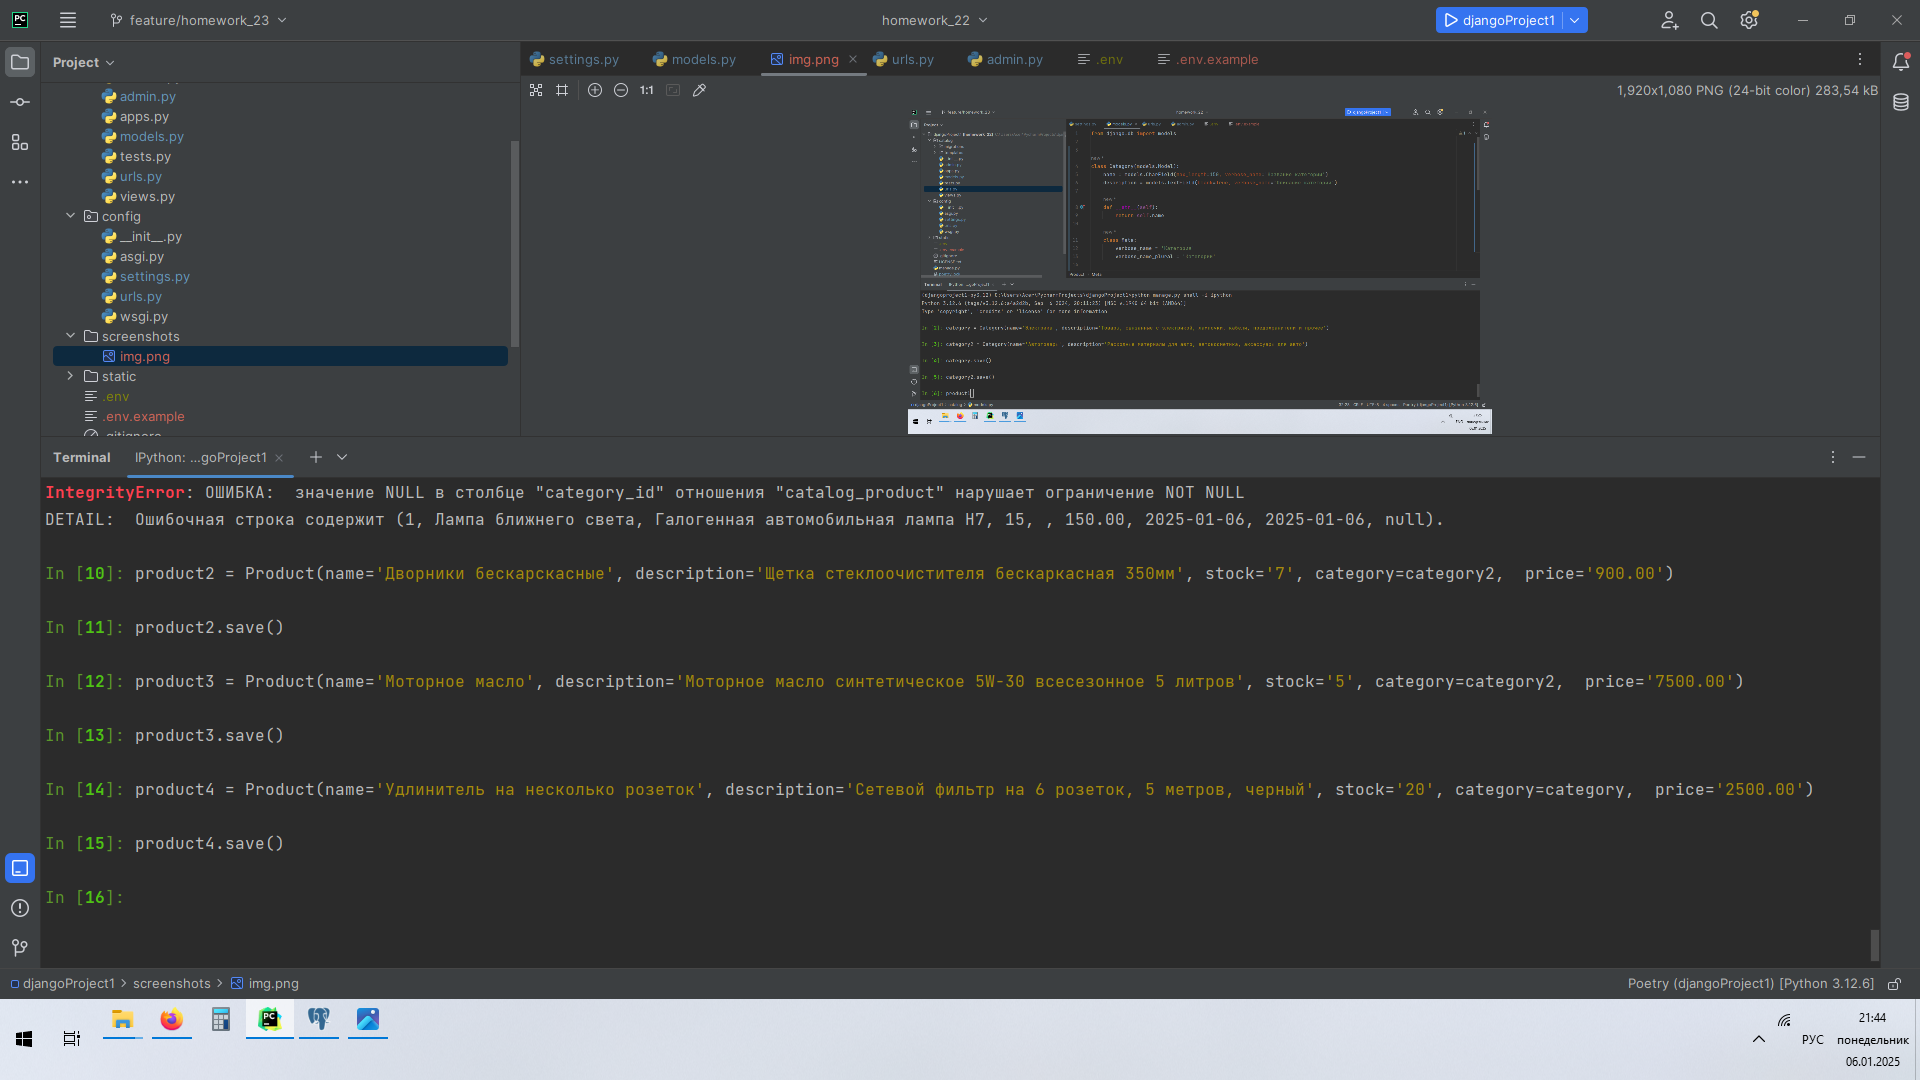 feature/homework_23
homework_22
djangoProject1
Project
settings.py
models.py
img.png
urls.py
admin.py
.env
.env.example
1:1
1,920x1,080 PNG (24-bit color) 283,54 kB
admin.py
apps.py
models.py
tests.py
urls.py
views.py
config
__init__.py
asgi.py
settings.py
urls.py
wsgi.py
screenshots
img.png
static
.env
.env.example
.gitignore
Terminal
IPython: ...goProject1
IntegrityError: ОШИБКА:  значение NULL в столбце "category_id" отношения "catalog_product" нарушает ограничение NOT NULL
DETAIL:  Ошибочная строка содержит (1, Лампа ближнего света, Галогенная автомобильная лампа H7, 15, , 150.00, 2025-01-06, 2025-01-06, null).
In [10]: product2 = Product(name='Дворники бескарскасные', description='Щетка стеклоочистителя бескаркасная 350мм', stock='7', category=category2,  price='900.00')
In [11]: product2.save()
In [12]: product3 = Product(name='Моторное масло', description='Моторное масло синтетическое 5W-30 всесезонное 5 литров', stock='5', category=category2,  price='7500.00')
In [13]: product3.save()
In [14]: product4 = Product(name='Удлинитель на несколько розеток', description='Сетевой фильтр на 6 розеток, 5 метров, черный', stock='20', category=category,  price='2500.00')
In [15]: product4.save()
In [16]:
djangoProject1 > screenshots > img.png
Poetry (djangoProject1) [Python 3.12.6]
21:44
РУС
понедельник
06.01.2025